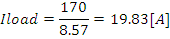 Iload = 170/8.57 = 19.83[A]